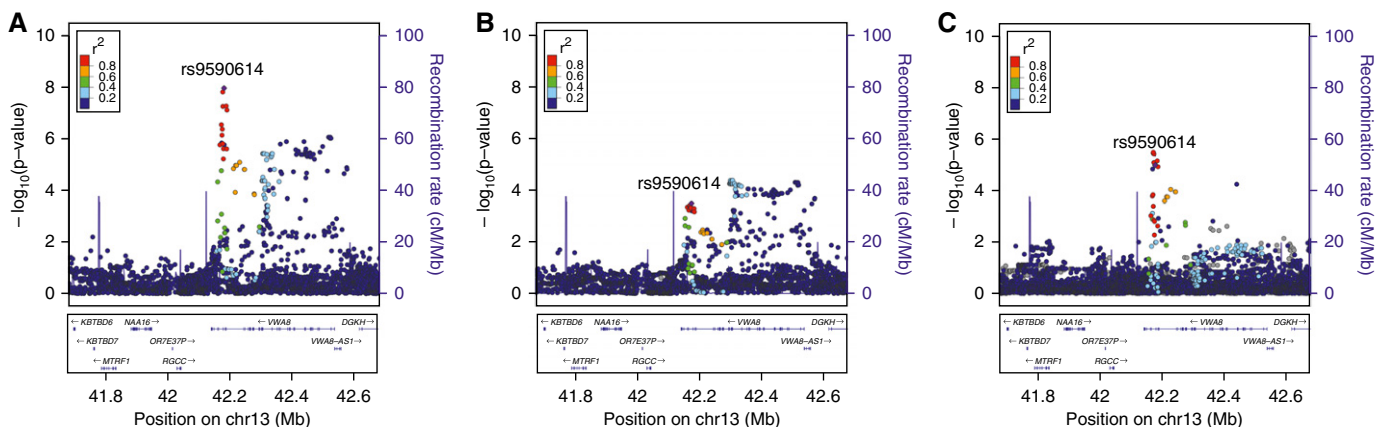 A
10
8
6
4
2
0
− log10(p−value)
r2
0.8
0.6
0.4
0.2
rs9590614
100
80
60
40
20
0
Recombination rate (cM/Mb)
← KBTBD6
NAA16→
← VWA8
DGKH→
← KBTBD7
OR7E37P→
VWA8−AS1→
← MTRF1
RGCC→
41.8
42
42.2
42.4
42.6
Position on chr13 (Mb)
B
10
8
6
4
2
0
− log10(p−value)
r2
0.8
0.6
0.4
0.2
rs9590614
100
80
60
40
20
0
Recombination rate (cM/Mb)
← KBTBD6
NAA16→
← VWA8
DGKH→
← KBTBD7
OR7E37P→
VWA8−AS1→
← MTRF1
RGCC→
41.8
42
42.2
42.4
42.6
Position on chr13 (Mb)
C
10
8
6
4
2
0
− log10(p−value)
r2
0.8
0.6
0.4
0.2
rs9590614
100
80
60
40
20
0
Recombination rate (cM/Mb)
← KBTBD6
NAA16→
← VWA8
DGKH→
← KBTBD7
OR7E37P→
VWA8−AS1→
← MTRF1
RGCC→
41.8
42
42.2
42.4
42.6
Position on chr13 (Mb)